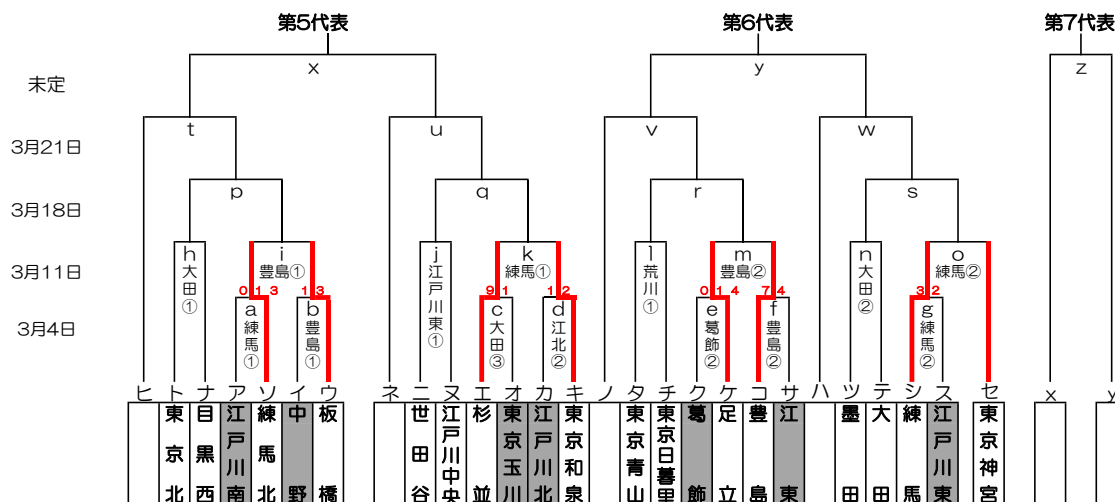 第5代表 第6代表 第7代表
x y z
未定
t u v w
3月21日
p q r s
3月18日
h i j k l m n o
大田① 豊島① 江戸川東① 練馬① 荒川① 豊島② 大田② 練馬②
3月11日
0 1 3 1 3 9 1 1 2 0 1 4 7 4 3 2
a b c d e f g
練馬① 豊島① 大田③ 江北② 葛飾② 豊島② 練馬②
3月4日
ヒ ト ナ ア ソ イ ウ ネ ニ ヌ エ オ カ キ ノ タ チ ク ケ コ サ ハ ツ テ シ ス セ x y
東京北
目黒西
江戸川南
練馬北
中野
板橋
世田谷
江戸川中央
杉並
東京玉川
江戸川北
東京和泉
東京青山
東京日暮里
葛飾
足立
豊島
江東
墨田
大田
練馬
江戸川東
東京神宮